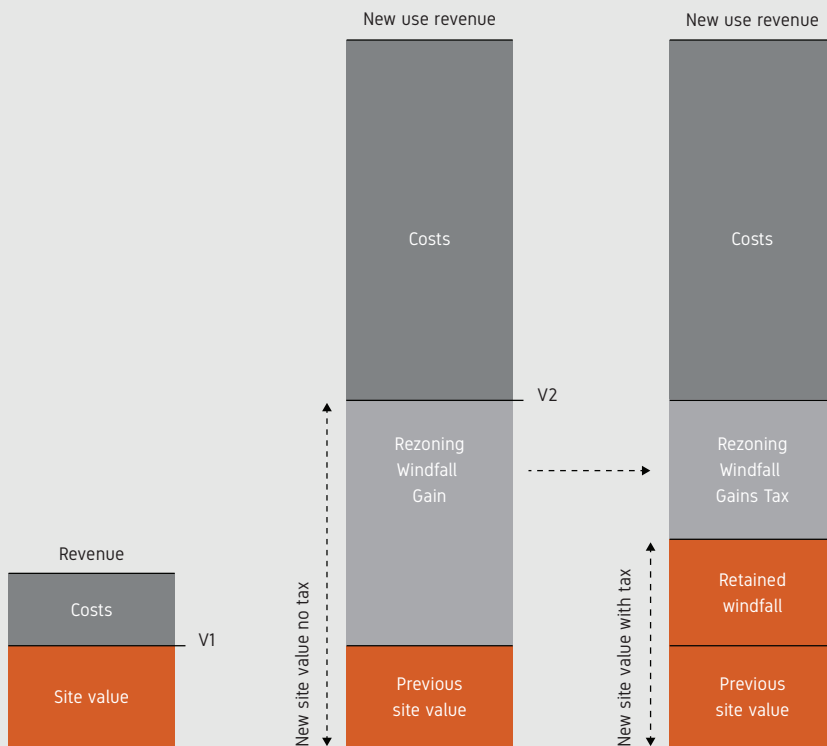 Revenue
Costs
V1
Site value
New use revenue
Costs
V2
Rezoning
Windfall
Gain
New site value no tax
Previous
site value
New use revenue
Costs
Rezoning
Windfall
Gains Tax
Retained
windfall
New site value with tax
Previous
site value